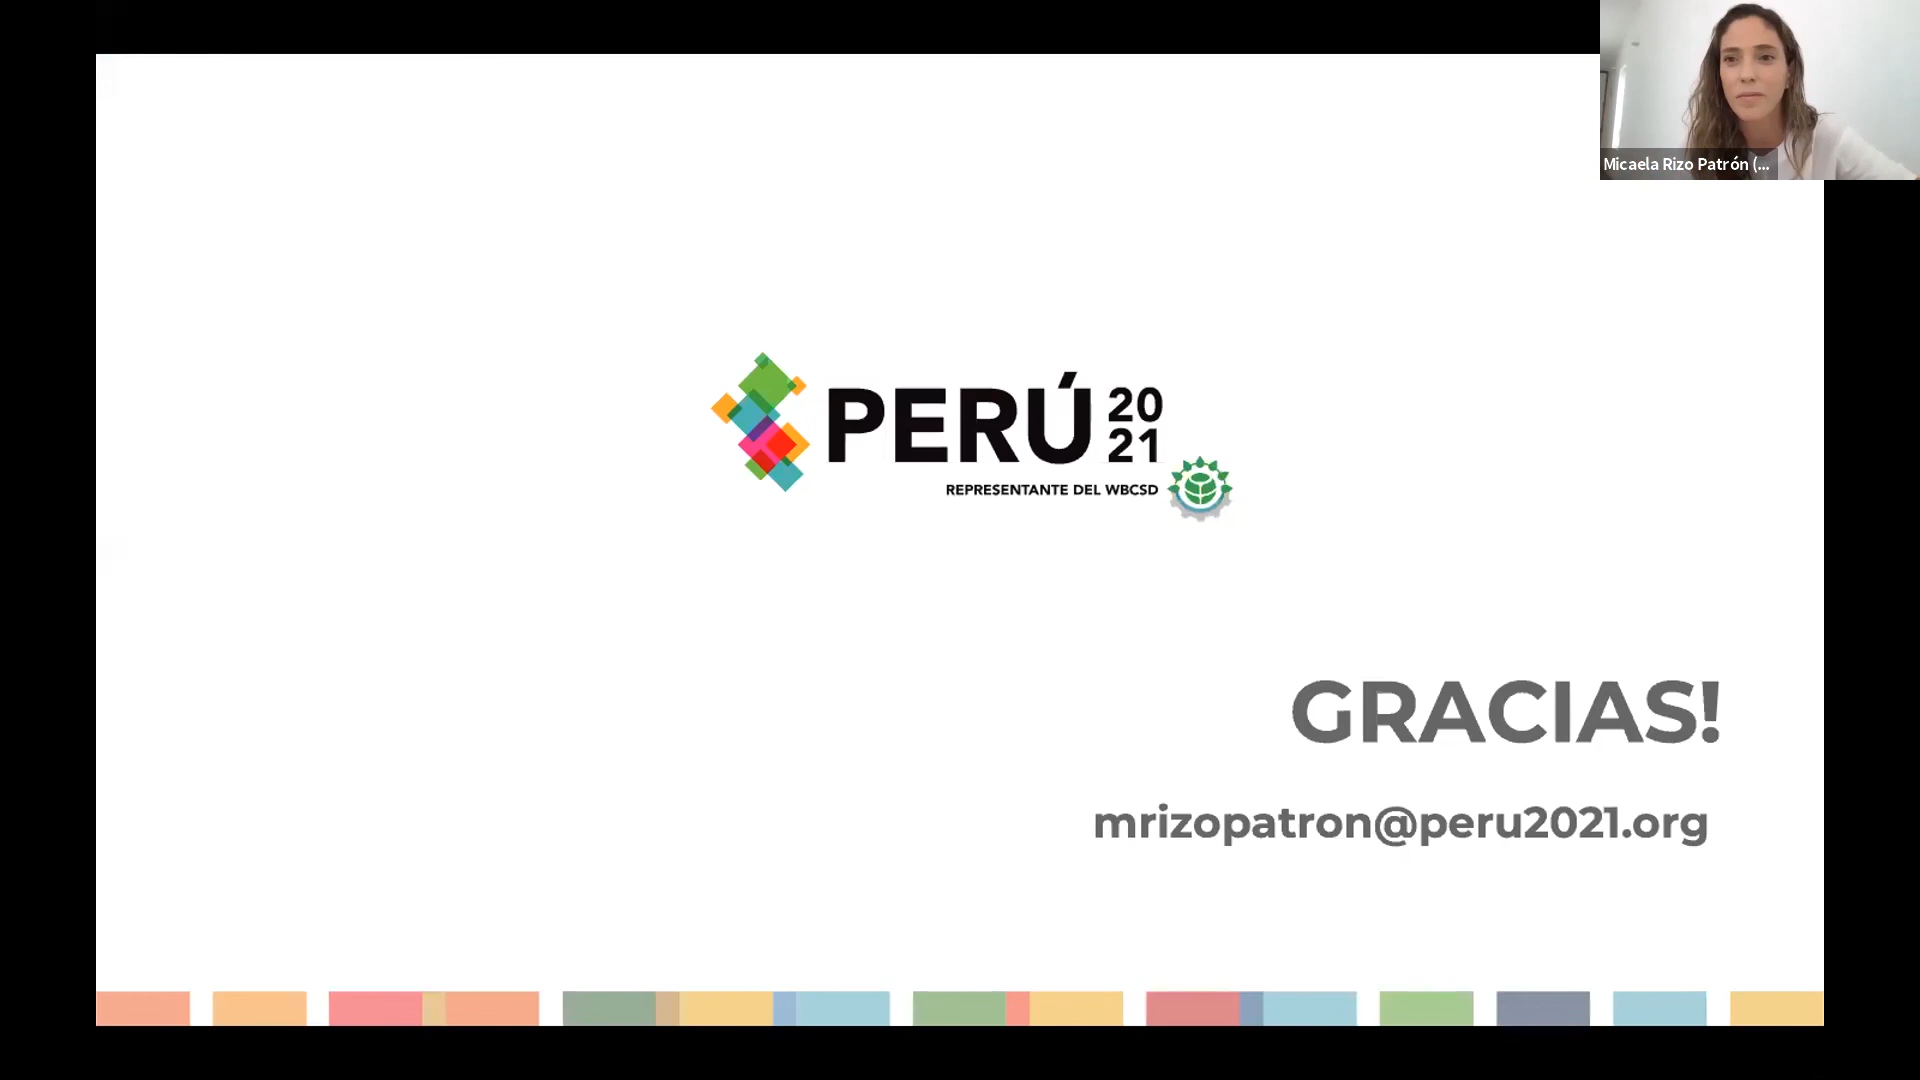 Micaela Rizo Patrón (...
PERÚ 20
21
REPRESENTANTE DEL WBCSD
GRACIAS!
mrizopatron@peru2021.org